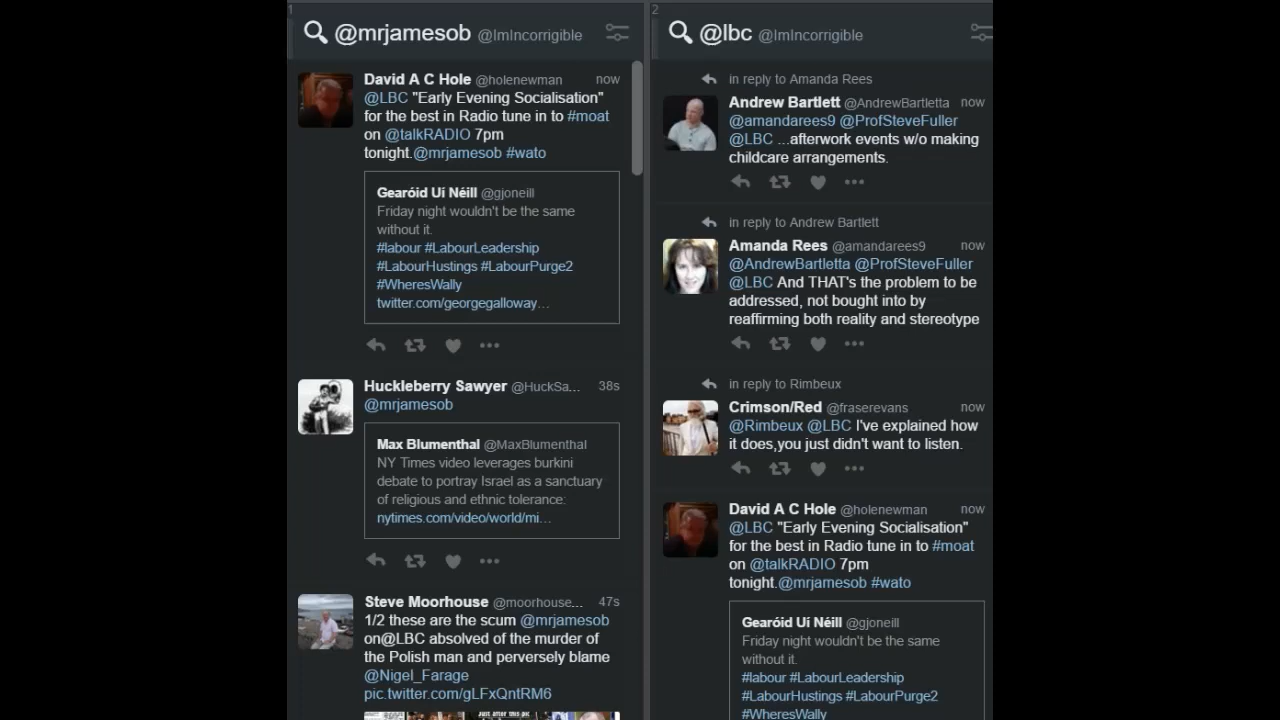 1
@mrjamesob @ImIncorrigible
David A C Hole @holenewman now
@LBC "Early Evening Socialisation"
for the best in Radio tune in to #moat
on @talkRADIO 7pm
tonight.@mrjamesob #wato
Gearóid Uí Néill @gjoneill
Friday night wouldn't be the same
without it.
#labour #LabourLeadership
#LabourHustings #LabourPurge2
#WheresWally
twitter.com/georgegalloway…
Huckleberry Sawyer @HuckSa... 38s
@mrjamesob
Max Blumenthal @MaxBlumenthal
NY Times video leverages burkini
debate to portray Israel as a sanctuary
of religious and ethnic tolerance:
nytimes.com/video/world/mi…
Steve Moorhouse @moorhouse... 47s
1/2 these are the scum @mrjamesob
on@LBC absolved of the murder of
the Polish man and perversely blame
@Nigel_Farage
pic.twitter.com/gLFxQntRM6
2
@lbc @ImIncorrigible
in reply to Amanda Rees
Andrew Bartlett @AndrewBartletta now
@amandarees9 @ProfSteveFuller
@LBC ...afterwork events w/o making
childcare arrangements.
in reply to Andrew Bartlett
Amanda Rees @amandarees9 now
@AndrewBartletta @ProfSteveFuller
@LBC And THAT's the problem to be
addressed, not bought into by
reaffirming both reality and stereotype
in reply to Rimbeux
Crimson/Red @fraserevans now
@Rimbeux @LBC I've explained how
it does,you just didn't want to listen.
David A C Hole @holenewman now
@LBC "Early Evening Socialisation"
for the best in Radio tune in to #moat
on @talkRADIO 7pm
tonight.@mrjamesob #wato
Gearóid Uí Néill @gjoneill
Friday night wouldn't be the same
without it.
#labour #LabourLeadership
#LabourHustings #LabourPurge2
#WheresWally